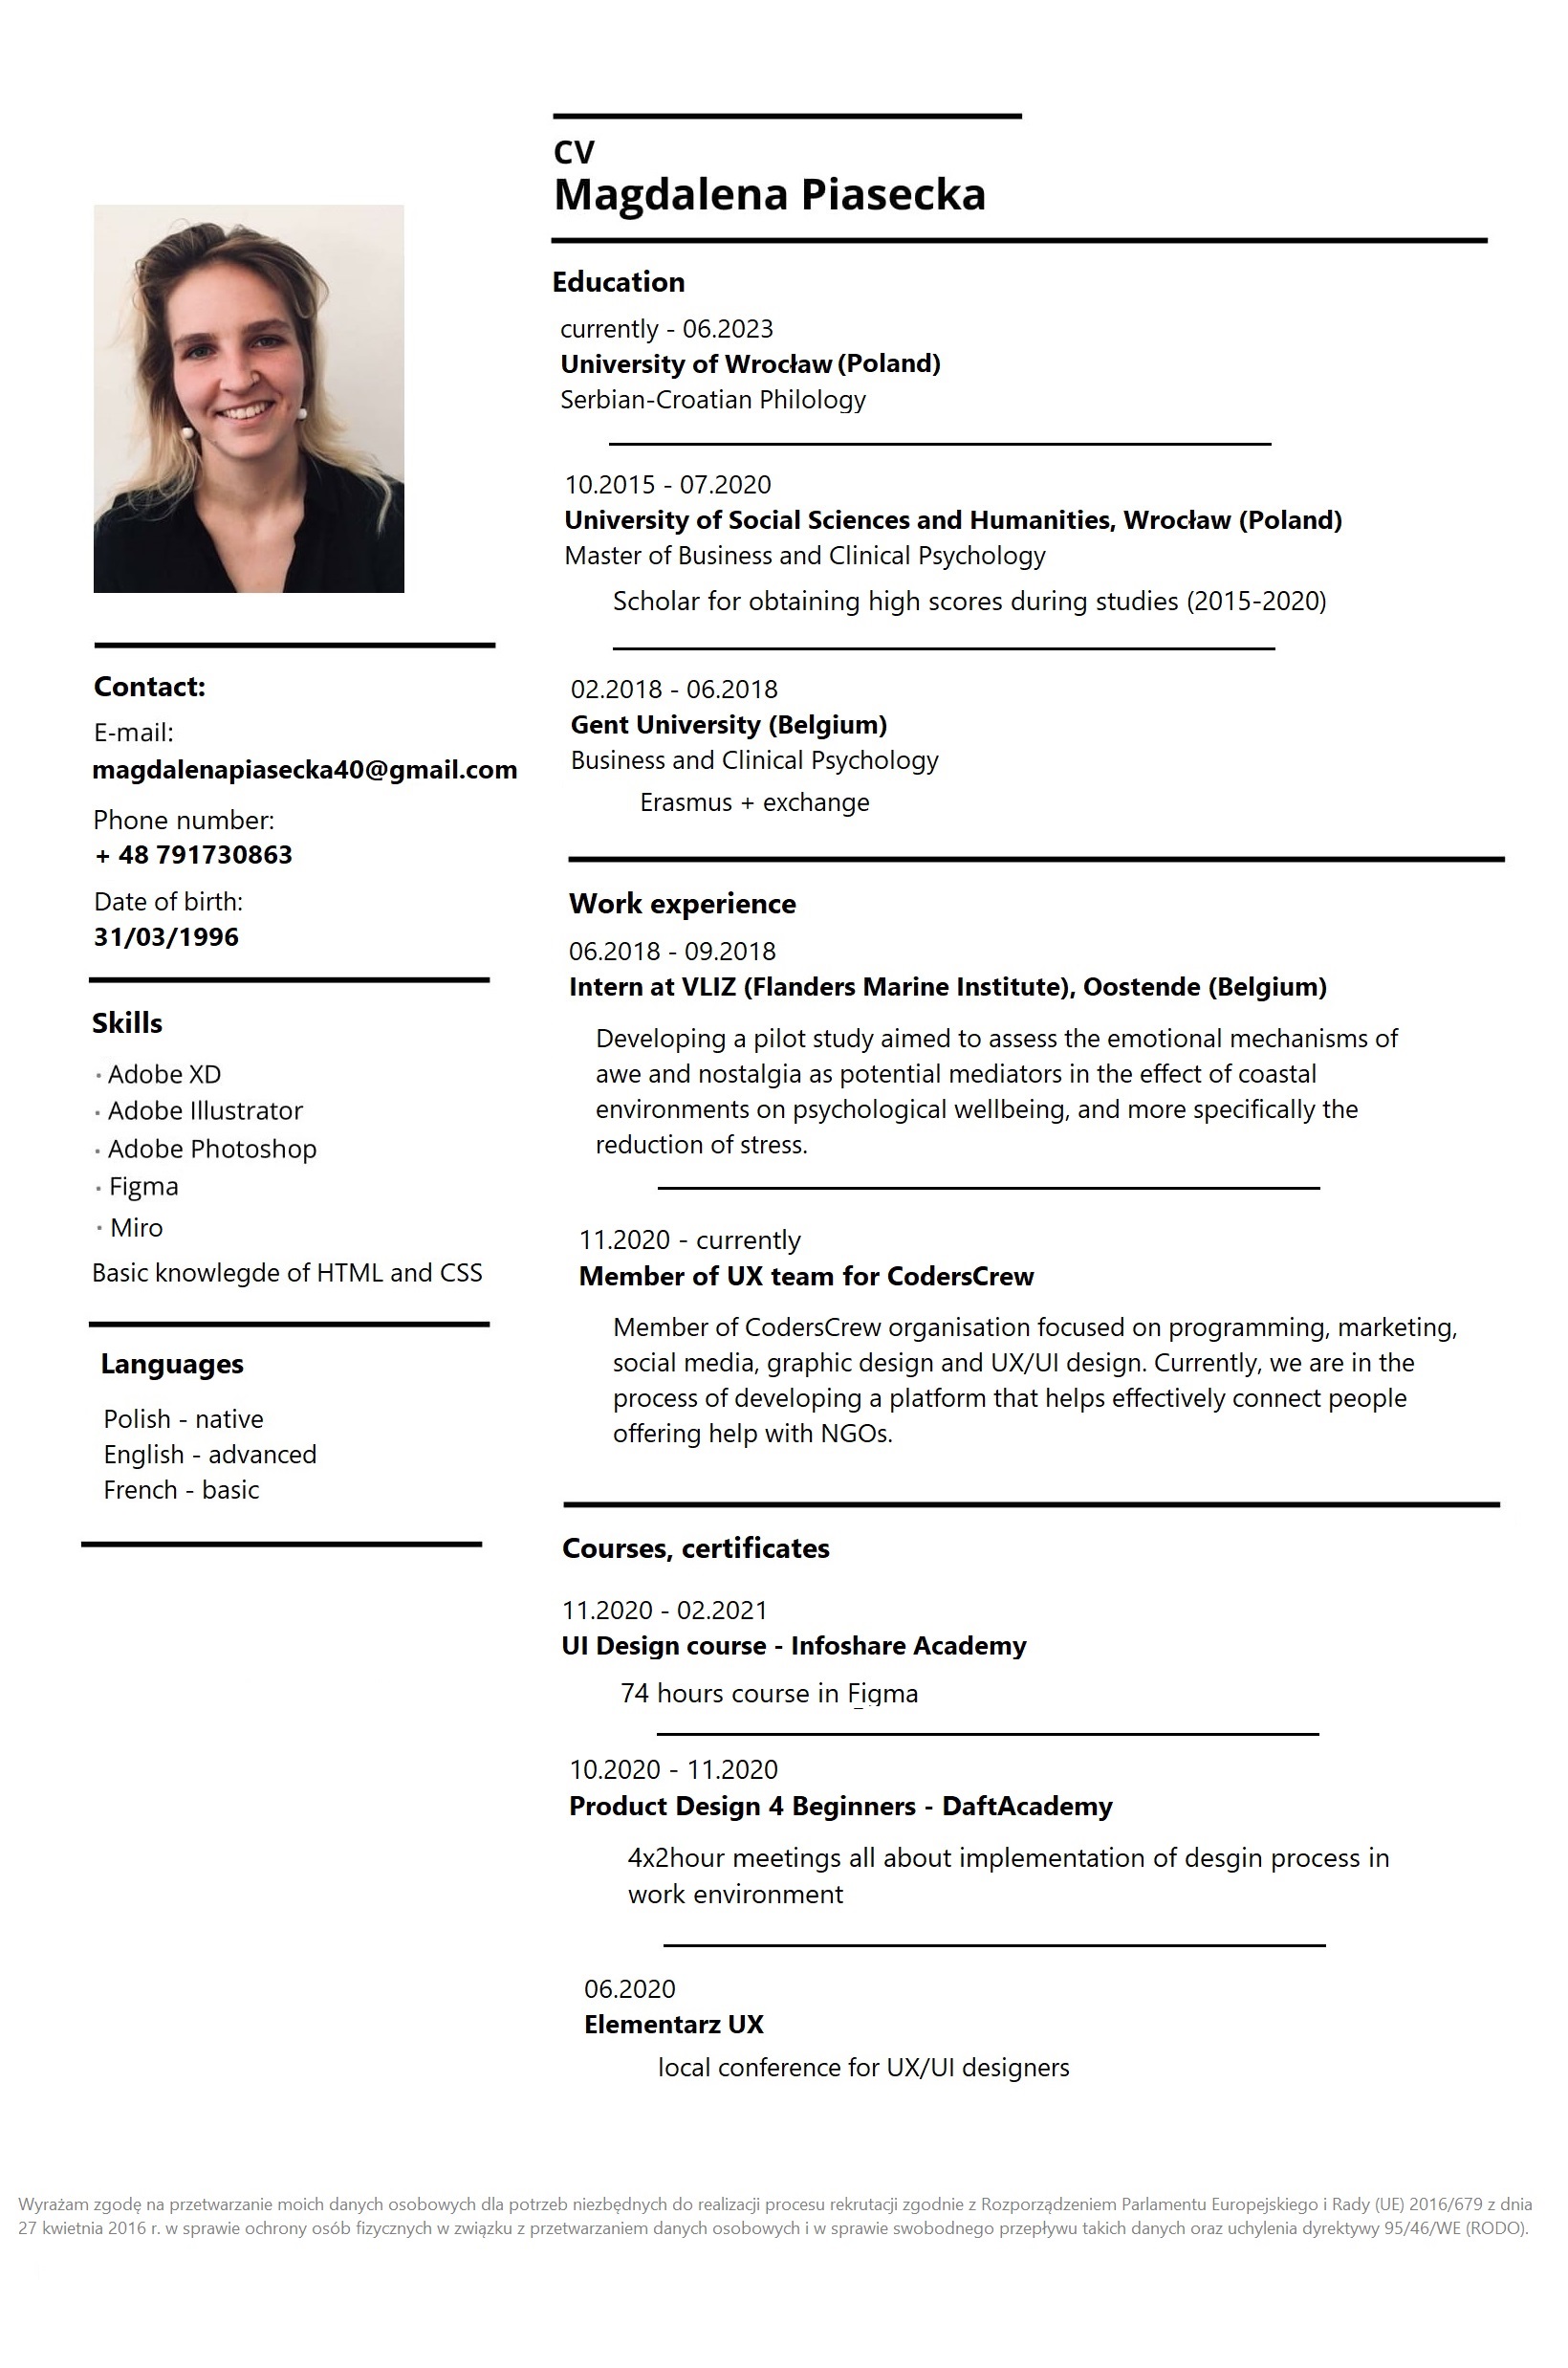 CV
Magdalena Piasecka
Education
currently - 06.2023
University of Wrocław (Poland)
Serbian-Croatian Philology
10.2015 - 07.2020
University of Social Sciences and Humanities, Wrocław (Poland)
Master of Business and Clinical Psychology
Scholar for obtaining high scores during studies (2015-2020)
02.2018 - 06.2018
Gent University (Belgium)
Business and Clinical Psychology
Erasmus + exchange
Contact:
E-mail:
magdalenapiasecka40@gmail.com
Phone number:
+ 48 791730863
Date of birth:
31/03/1996
Skills
· Adobe XD
· Adobe Illustrator
· Adobe Photoshop
· Figma
· Miro
Basic knowlegde of HTML and CSS
Languages
Polish - native
English - advanced
French - basic
Work experience
06.2018 - 09.2018
Intern at VLIZ (Flanders Marine Institute), Oostende (Belgium)
Developing a pilot study aimed to assess the emotional mechanisms of
awe and nostalgia as potential mediators in the effect of coastal
environments on psychological wellbeing, and more specifically the
reduction of stress.
11.2020 - currently
Member of UX team for CodersCrew
Member of CodersCrew organisation focused on programming, marketing,
social media, graphic design and UX/UI design. Currently, we are in the
process of developing a platform that helps effectively connect people
offering help with NGOs.
Courses, certificates
11.2020 - 02.2021
UI Design course - Infoshare Academy
74 hours course in Figma
10.2020 - 11.2020
Product Design 4 Beginners - DaftAcademy
4x2hour meetings all about implementation of desgin process in
work environment
06.2020
Elementarz UX
local conference for UX/UI designers
Wyrażam zgodę na przetwarzanie moich danych osobowych dla potrzeb niezbędnych do realizacji procesu rekrutacji zgodnie z Rozporządzeniem Parlamentu Europejskiego i Rady (UE) 2016/679 z dnia
27 kwietnia 2016 r. w sprawie ochrony osób fizycznych w związku z przetwarzaniem danych osobowych i w sprawie swobodnego przepływu takich danych oraz uchylenia dyrektywy 95/46/WE (RODO).